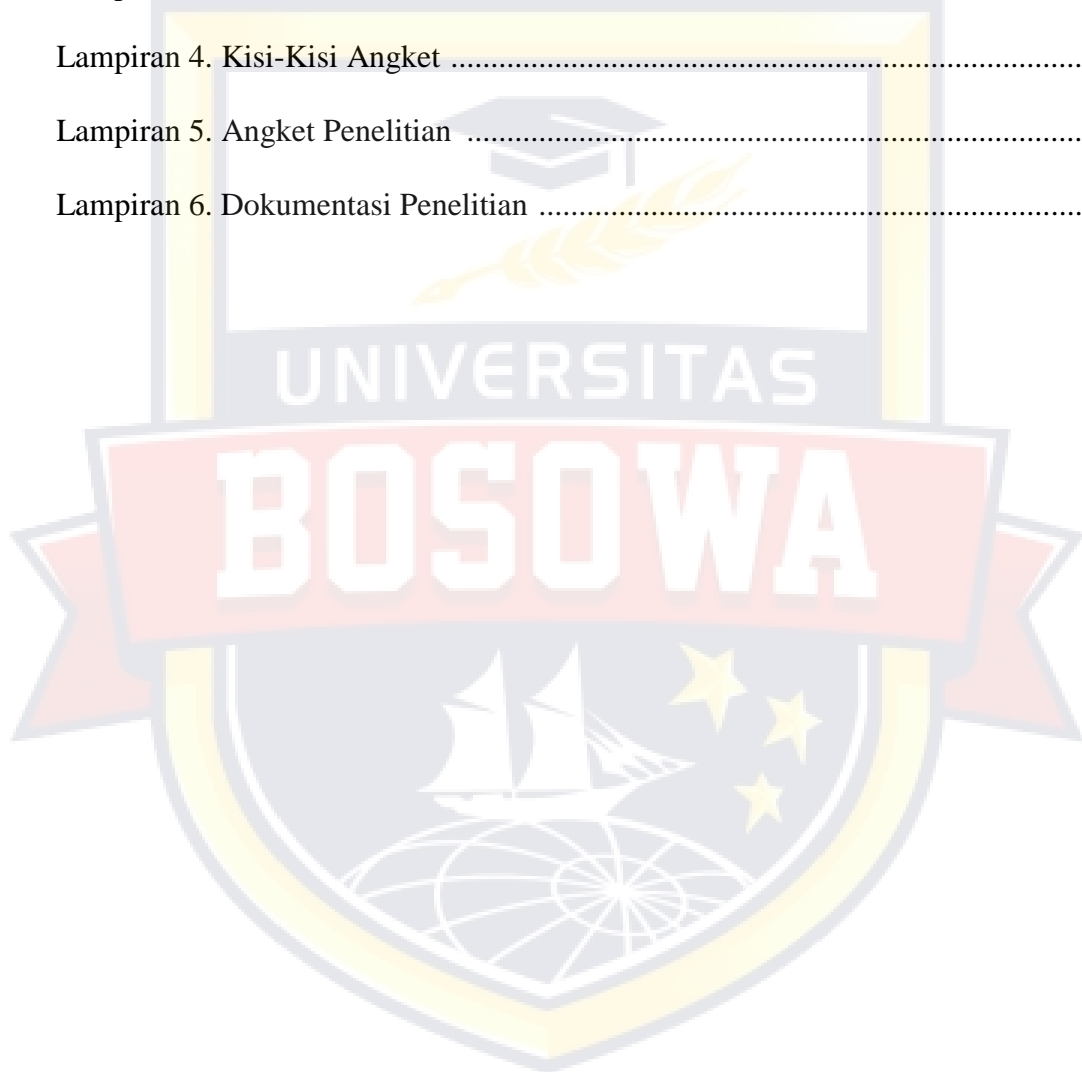 Lampiran 4. Kisi-Kisi Angket ................................................................................
Lampiran 5. Angket Penelitian ..............................................................................
Lampiran 6. Dokumentasi Penelitian .....................................................................
UNIVERSITAS
BOSOWA